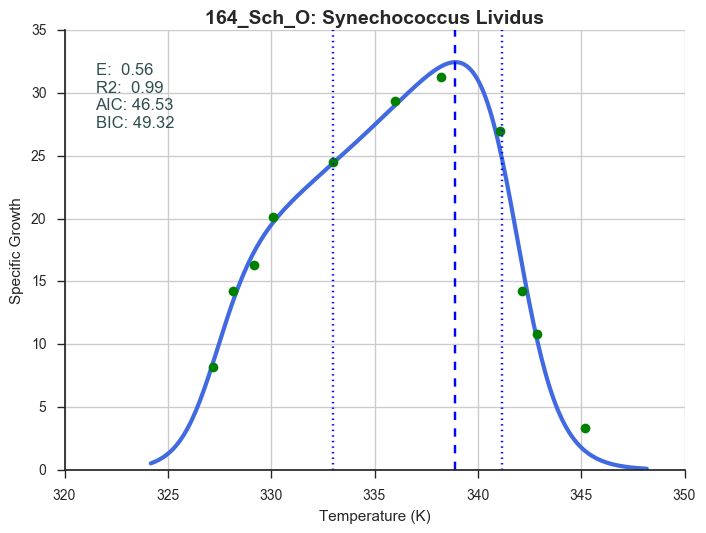 164_Sch_O: Synechococcus Lividus
E:  0.56
R2:  0.99
AIC: 46.53
BIC: 49.32
Specific Growth
35
30
25
20
15
10
5
0
320 325 330 335 340 345 350
Temperature (K)